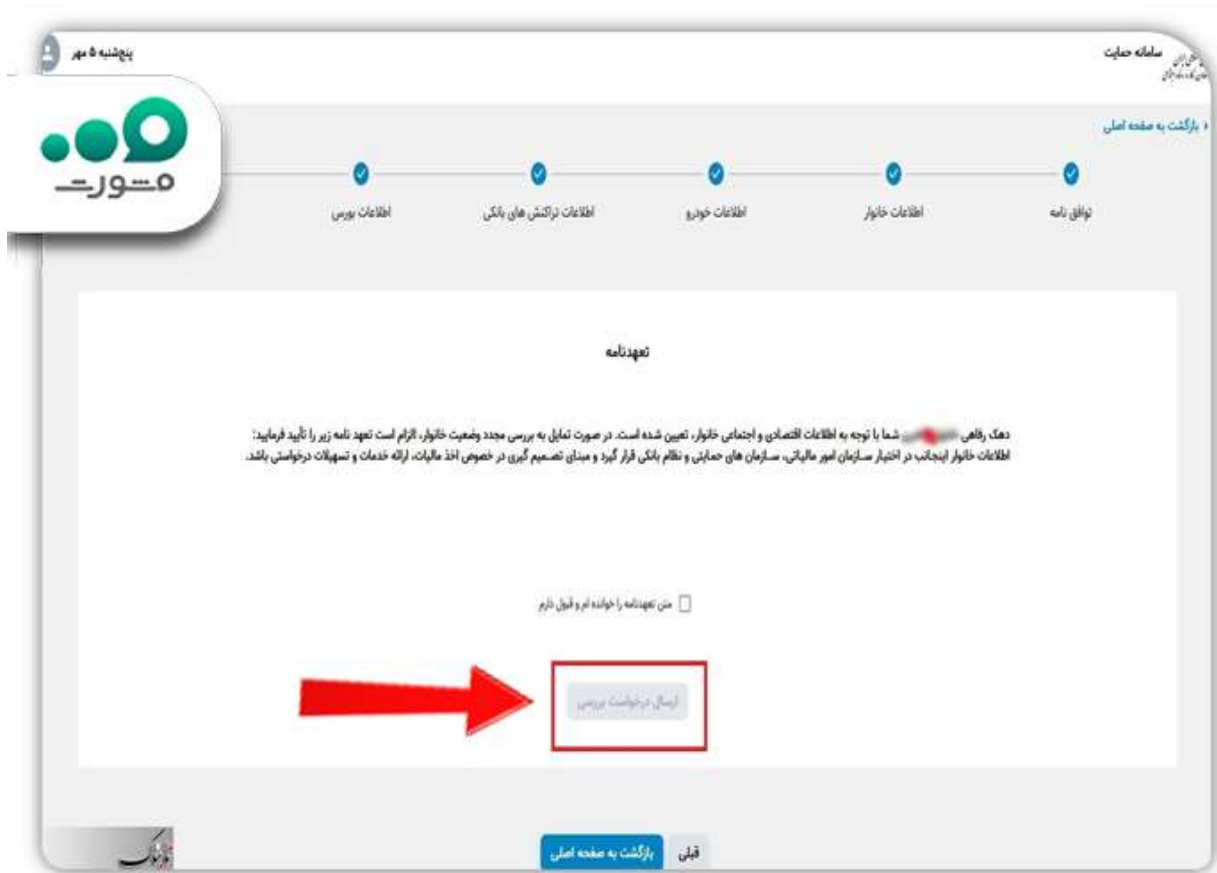 سامانه حمایت
پنج‌شنبه ۵ مهر
مشورت
بازگشت به صفحه اصلی
توافق نامه
اطلاعات خانوار
اطلاعات خودرو
اطلاعات تراکنش های بانکی
اطلاعات بورس
تعهدنامه
دهک رفاهی شما با توجه به اطلاعات اقتصادی و اجتماعی خانوار، تعیین شده است. در صورت تمایل به بررسی مجدد وضعیت خانوار، الزام است تعهد نامه زیر را تأیید فرمایید:
اطلاعات خانوار اینجانب در اختیار سازمان امور مالیاتی، سازمان های حمایتی و نظام بانکی قرار گیرد و مبنای تصمیم گیری در خصوص اخذ مالیات، ارائه خدمات و تسهیلات درخواستی باشد.
متن تعهدنامه را خوانده ام و قبول دارم
ارسال درخواست بررسی
قبلی
بازگشت به صفحه اصلی